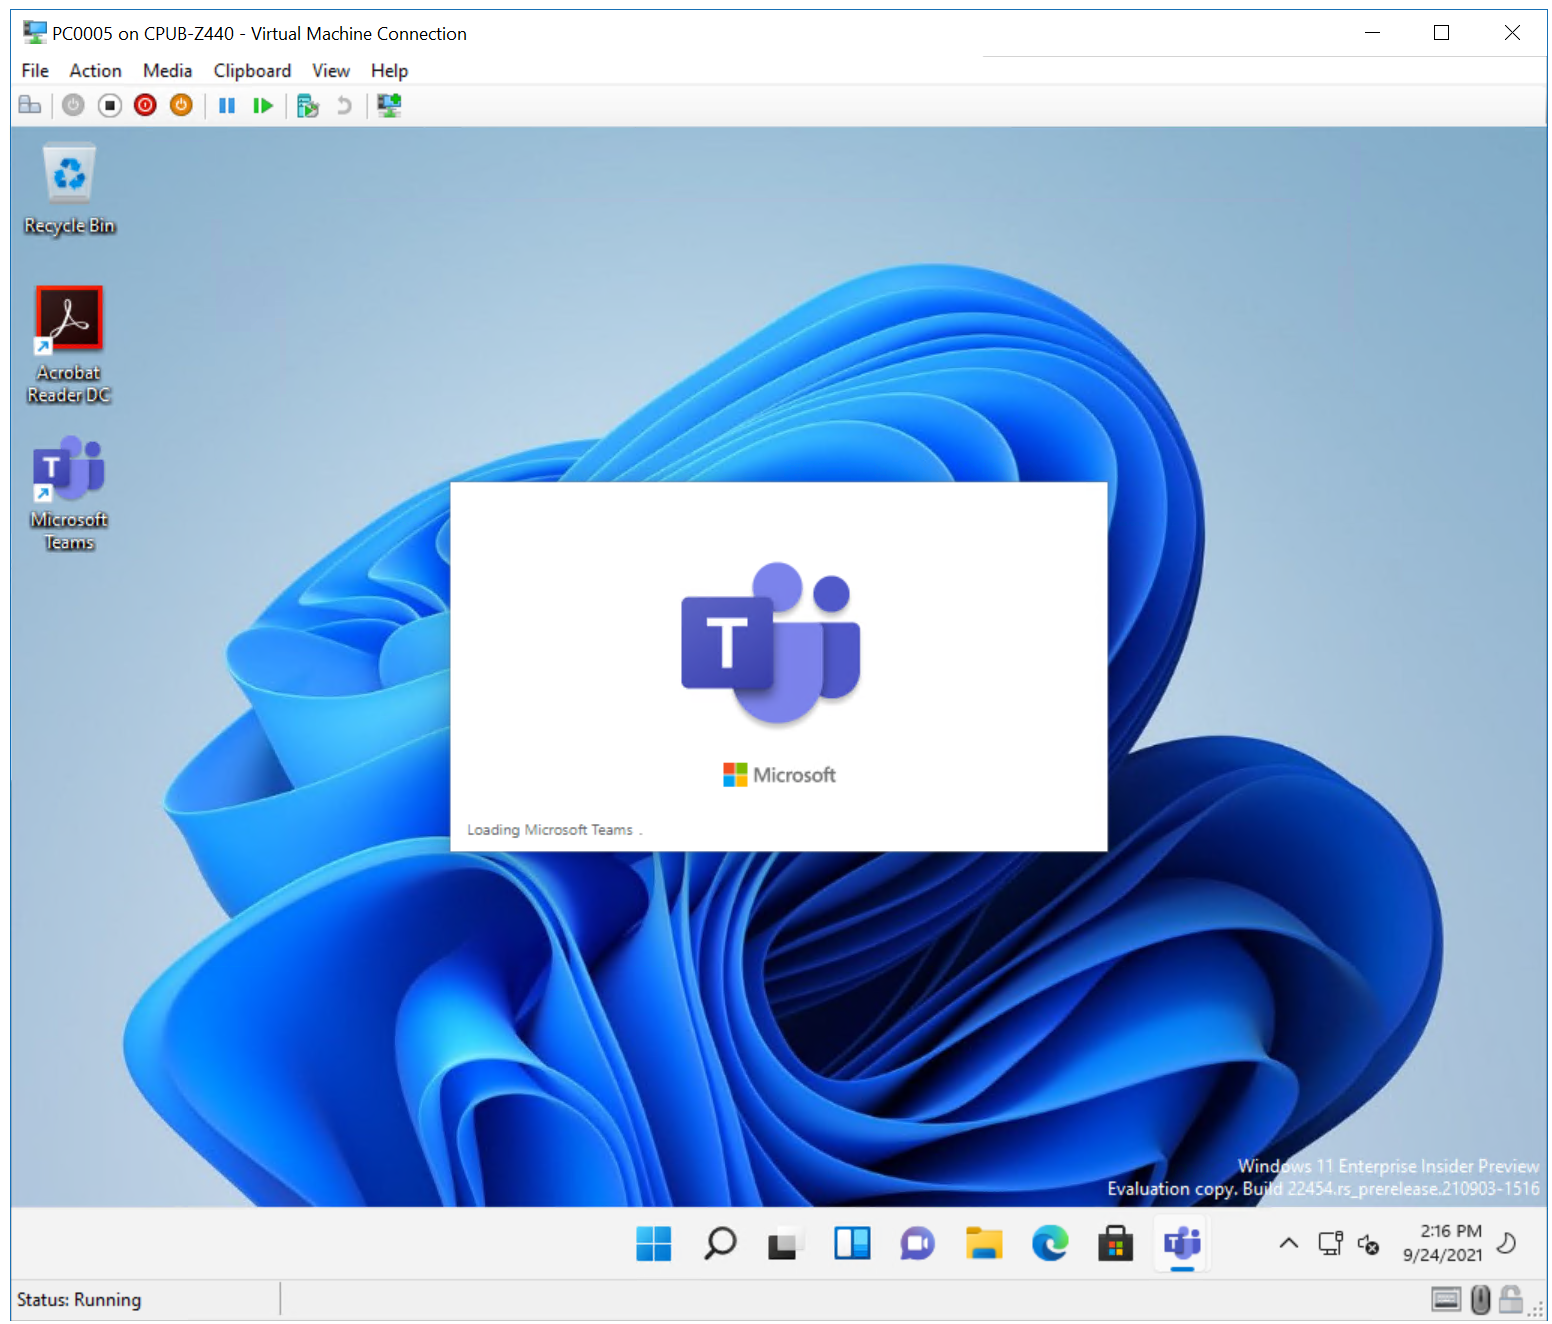 PC0005 on CPUB-Z440 - Virtual Machine Connection
File Action Media Clipboard View Help
Recycle Bin
Acrobat
Reader DC
T
Microsoft
Teams
T
Microsoft
Loading Microsoft Teams .
Windows 11 Enterprise Insider Preview
Evaluation copy. Build 22454.rs_prerelease.210903-1516
T
2:16 PM
9/24/2021
Status: Running